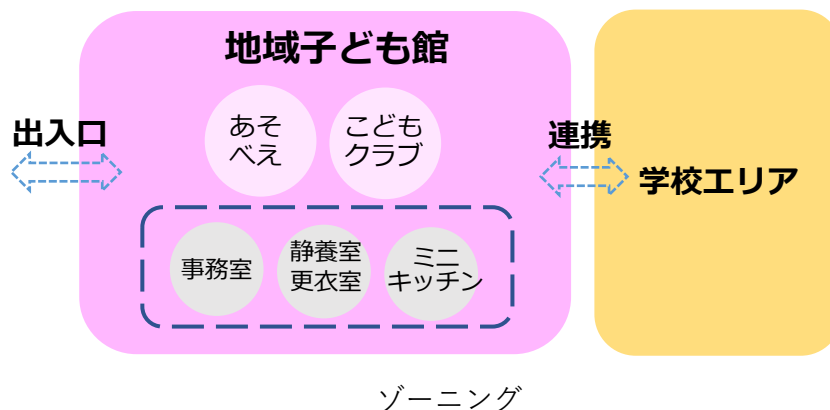 地域子ども館
あそ
べえ
こども
クラブ
出入口
連携
学校エリア
事務室
静養室
更衣室
ミニ
キッチン
ゾーニング